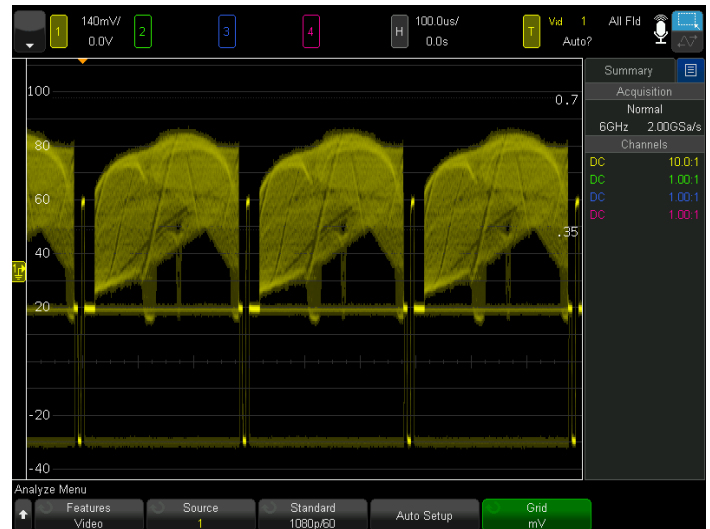 1 140mV/ 0.0V 2 3 4 H 100.0us/ 0.0s T Vid 1 All Fld Auto?
Summary
Acquisition
Normal
6GHz 2.00GSa/s
Channels
DC 10.0:1
DC 1.00:1
DC 1.00:1
DC 1.00:1
100
0.7
80
60
.35
40
20
-20
-40
Analyze Menu
Features
Video
Source
1
Standard
1080p/60
Auto Setup
Grid
mV